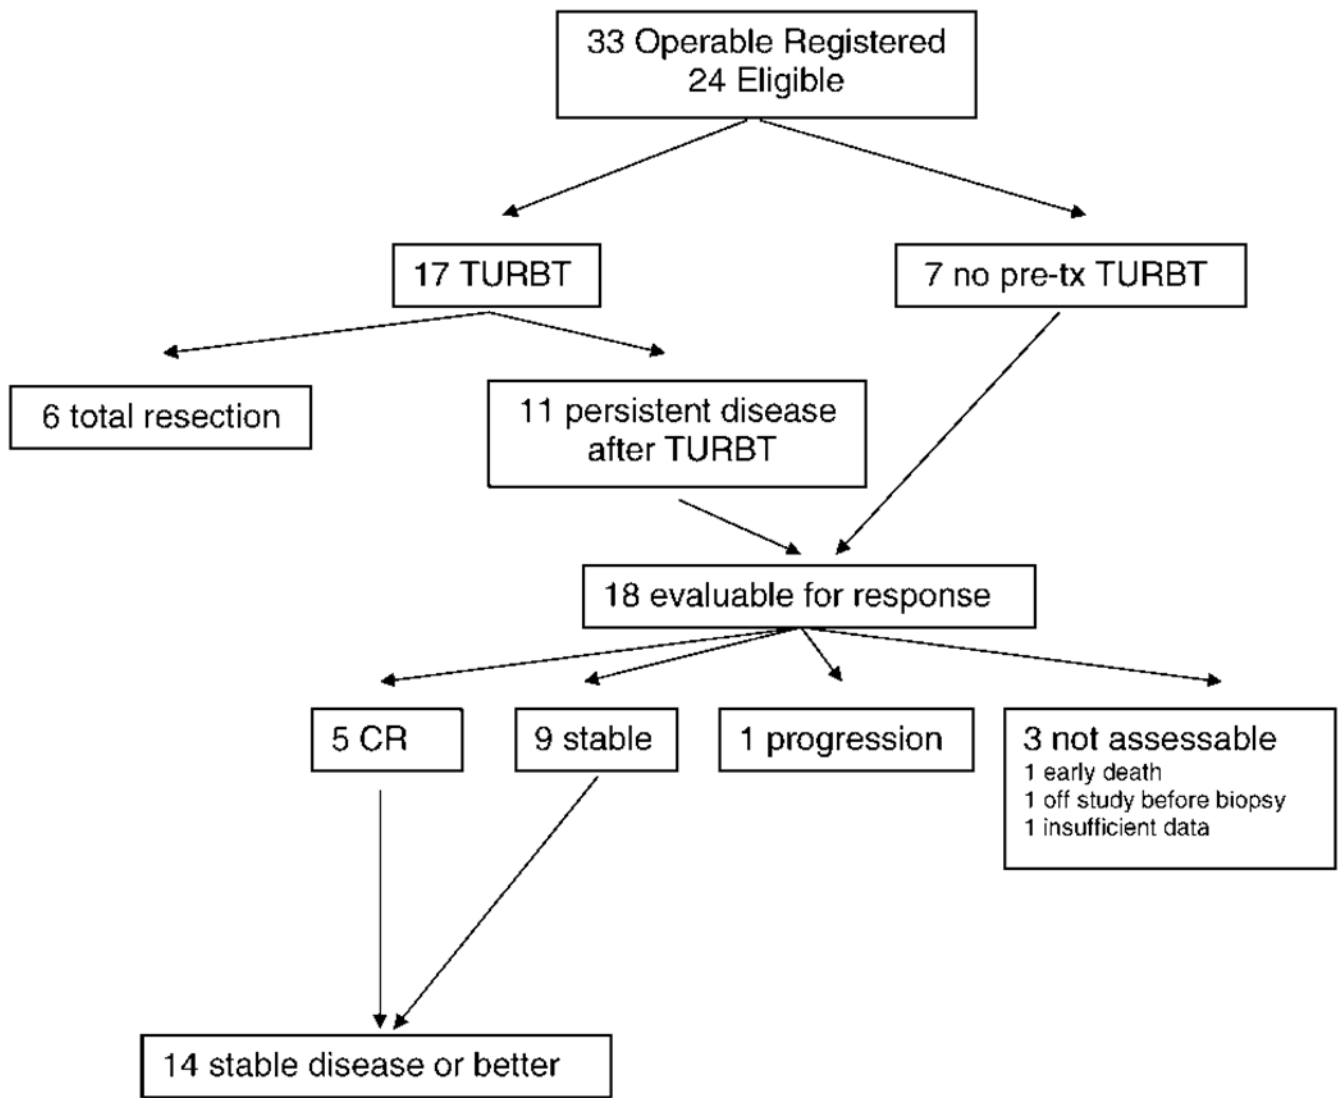 33 Operable Registered
24 Eligible
17 TURBT
7 no pre-tx TURBT
6 total resection
11 persistent disease
after TURBT
18 evaluable for response
5 CR
9 stable
1 progression
3 not assessable
1 early death
1 off study before biopsy
1 insufficient data
14 stable disease or better